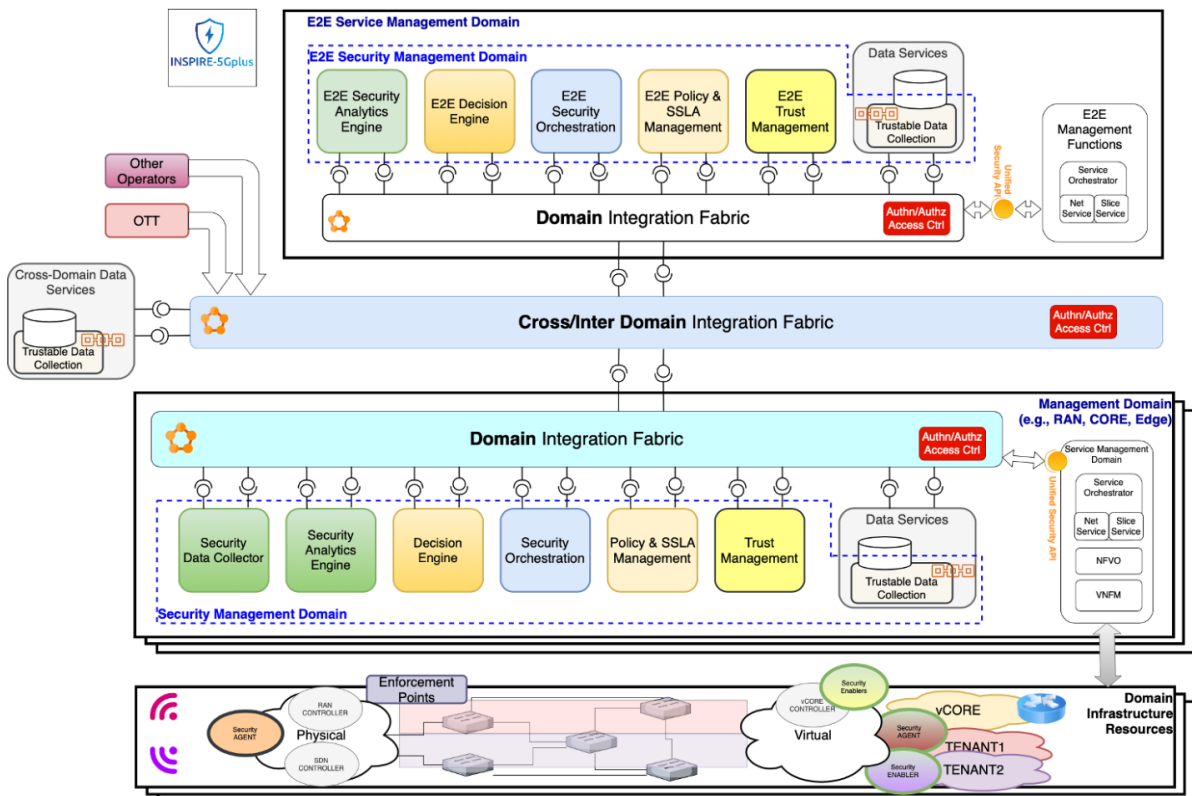 INSPIRE-5Gplus
E2E Service Management Domain
E2E Security Management Domain
E2E Security
Analytics
Engine
E2E Decision
Engine
E2E
Security
Orchestration
E2E Policy &
SSLA
Management
E2E
Trust
Management
Data Services
Trustable Data
Collection
Unified
Security API
E2E
Management
Functions
Service
Orchestrator
Net
Service
Slice
Service
Domain Integration Fabric
Authn/Authz
Access Ctrl
Other
Operators
OTT
Cross-Domain Data
Services
Trustable Data
Collection
Cross/Inter Domain Integration Fabric
Authn/Authz
Access Ctrl
Management Domain
(e.g., RAN, CORE, Edge)
Domain Integration Fabric
Authn/Authz
Access Ctrl
Service Management
Domain
Service
Orchestrator
Net
Service
Slice
Service
NFVO
VNFM
Unified Security API
Security
Data Collector
Security
Analytics
Engine
Decision
Engine
Security
Orchestration
Policy & SSLA
Management
Trust
Management
Data Services
Trustable Data
Collection
Security Management Domain
Enforcement
Points
RAN
CONTROLLER
Security
AGENT
Physical
SDN
CONTROLLER
vCORE
CONTROLLER
Virtual
Security
Enablers
vCORE
Security
AGENT
TENANT1
Security
ENABLER
TENANT2
Domain
Infrastructure
Resources